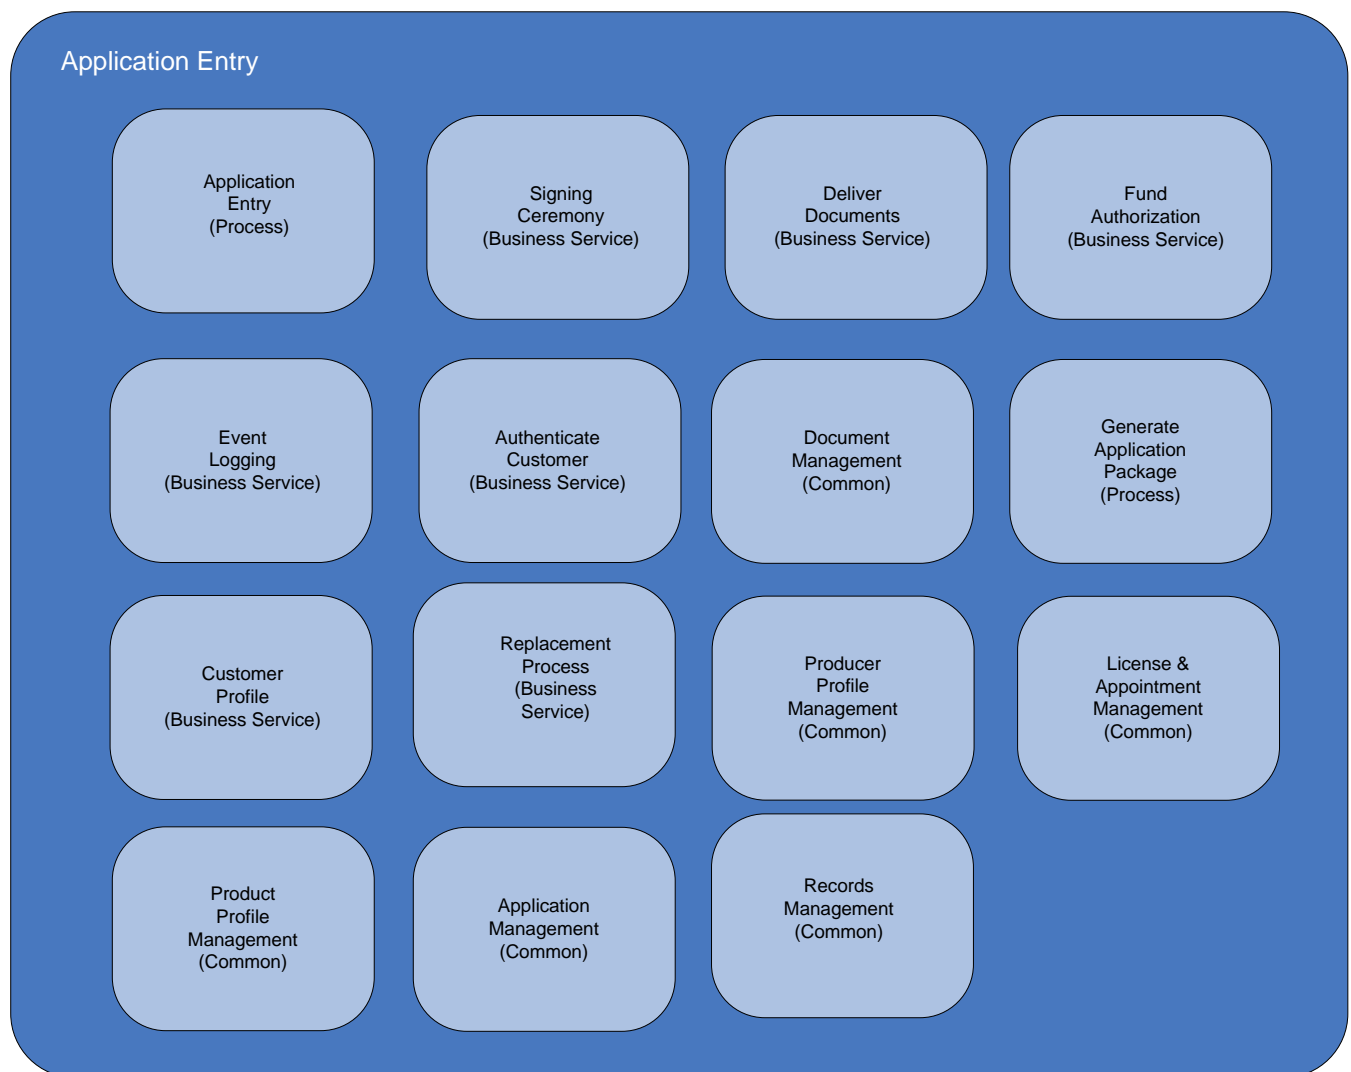 Application Entry
Application
Entry
(Process)
Signing
Ceremony
(Business Service)
Deliver
Documents
(Business Service)
Fund
Authorization
(Business Service)
Event
Logging
(Business Service)
Authenticate
Customer
(Business Service)
Document
Management
(Common)
Generate
Application
Package
(Process)
Customer
Profile
(Business Service)
Replacement
Process
(Business
Service)
Producer
Profile
Management
(Common)
License &
Appointment
Management
(Common)
Product
Profile
Management
(Common)
Application
Management
(Common)
Records
Management
(Common)